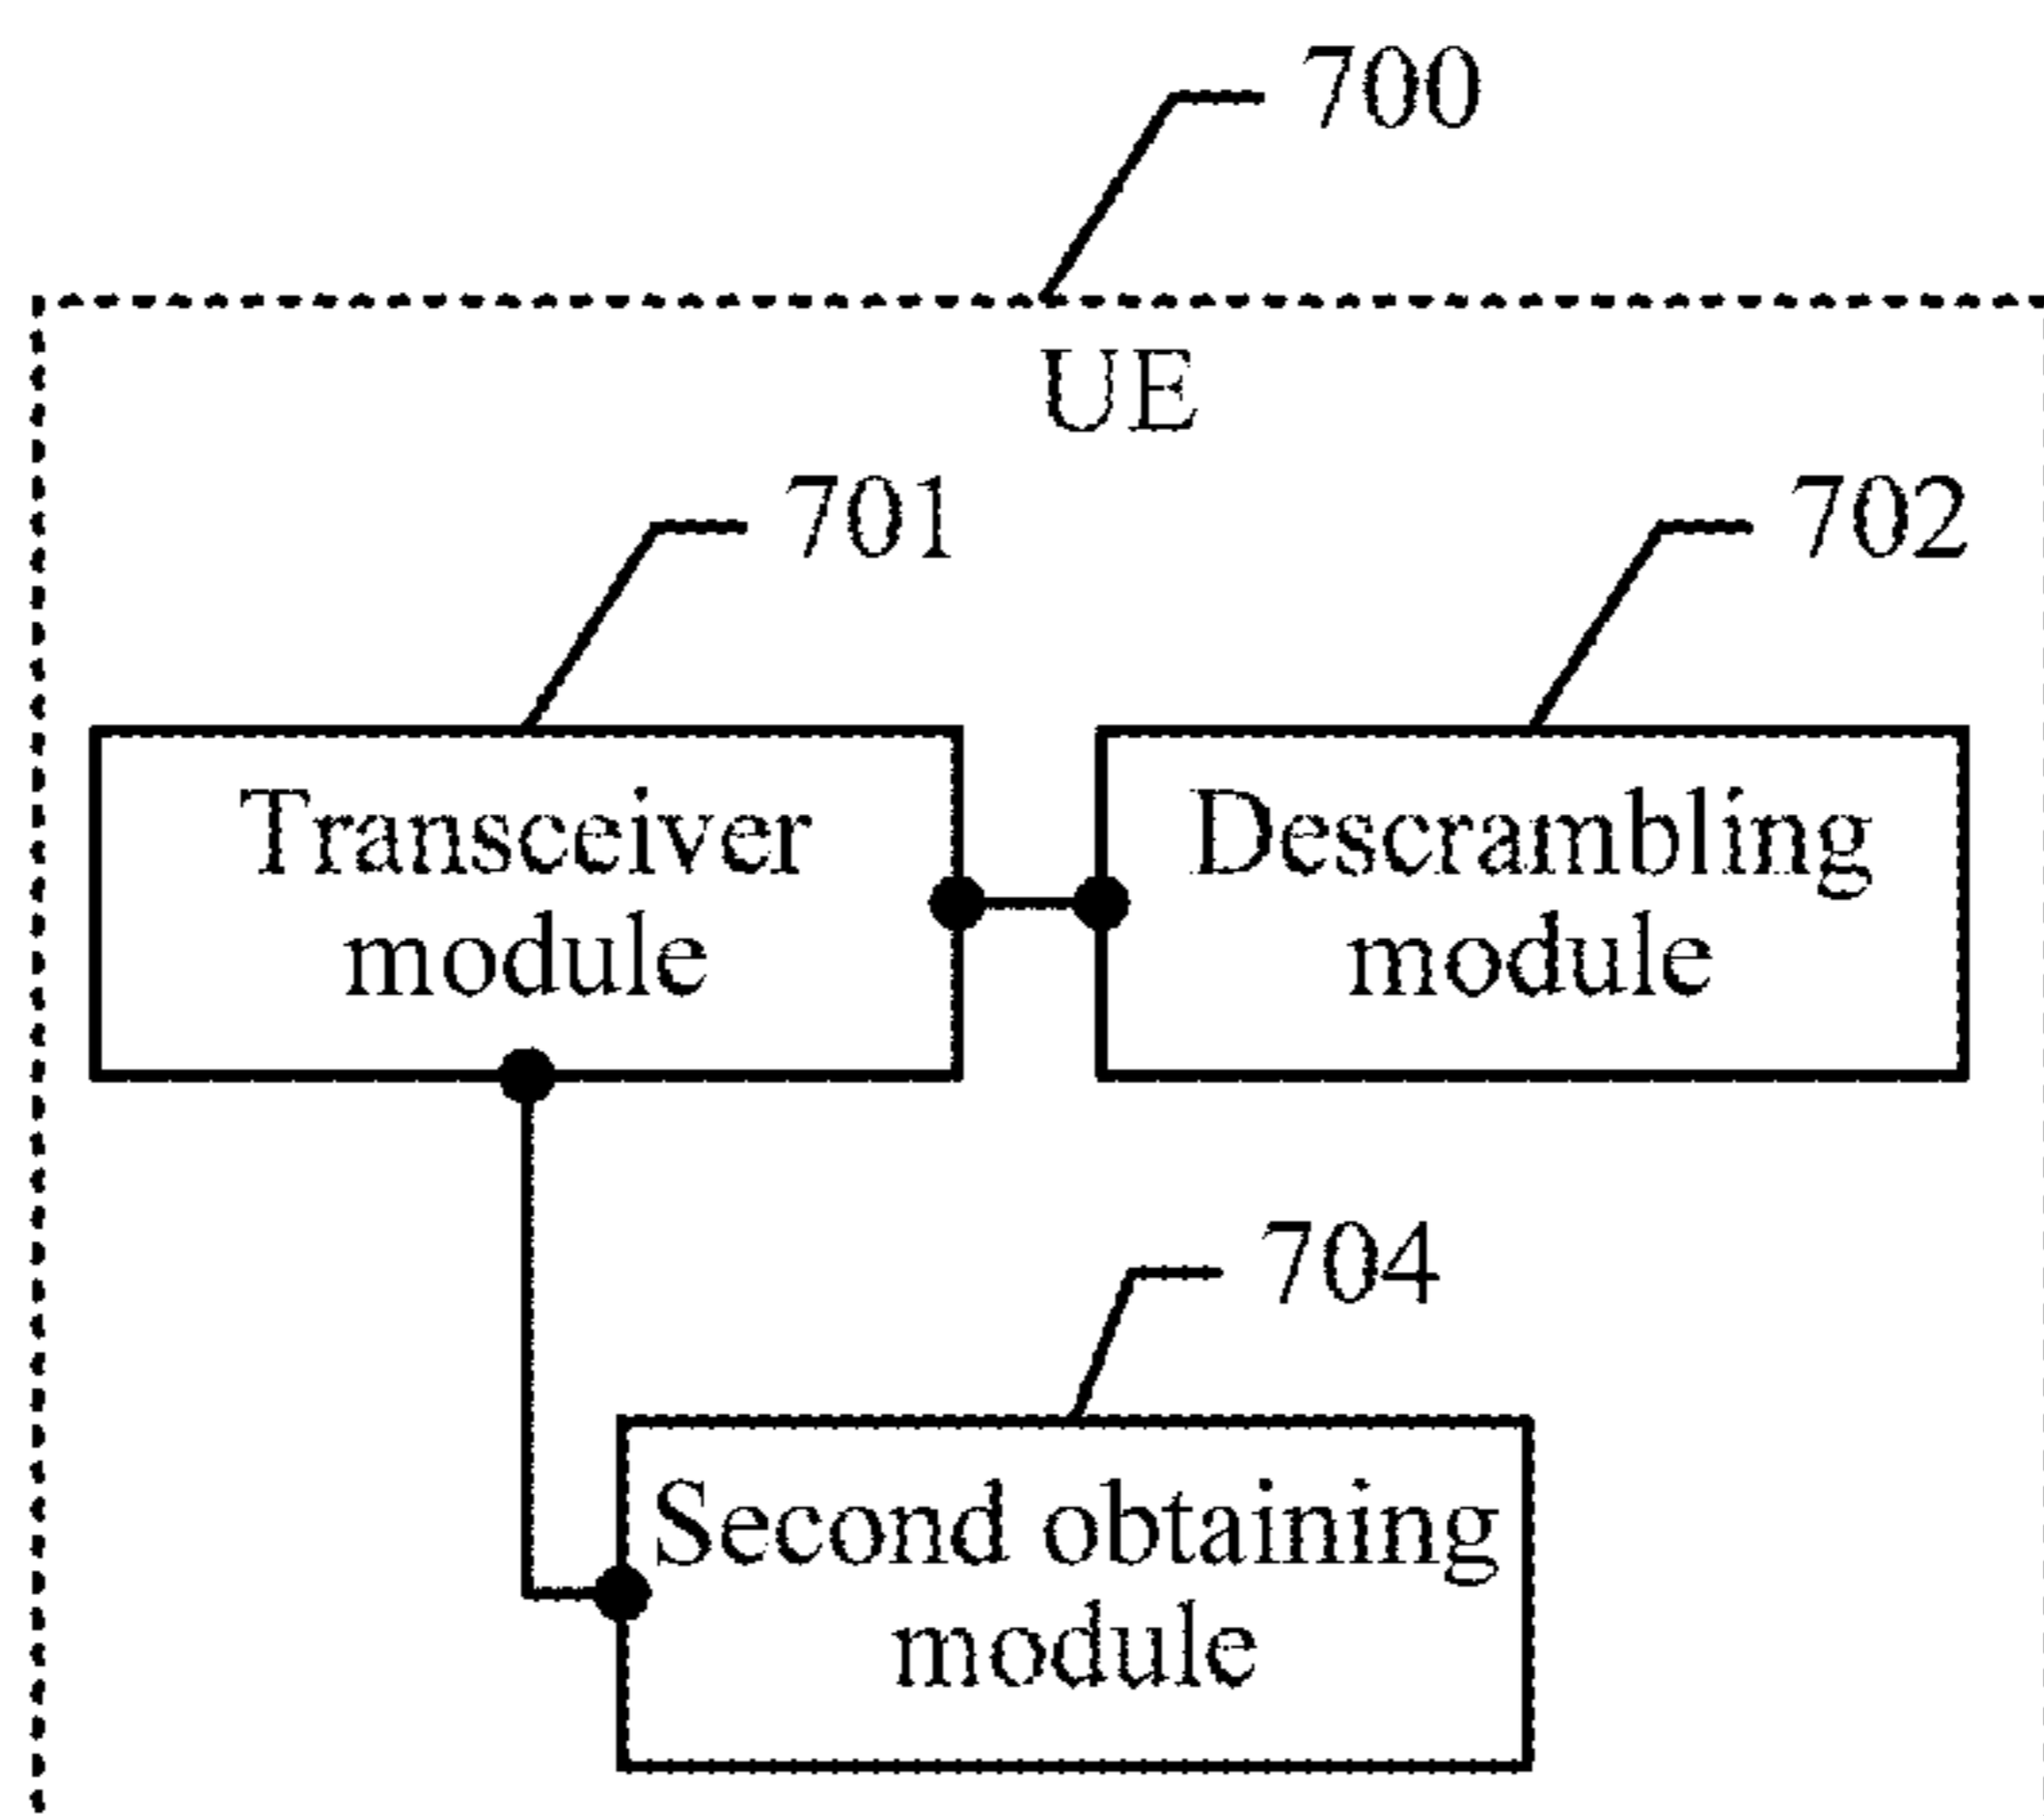 700
UE
701
702
Transceiver
module
Descrambling
module
704
Second obtaining
module